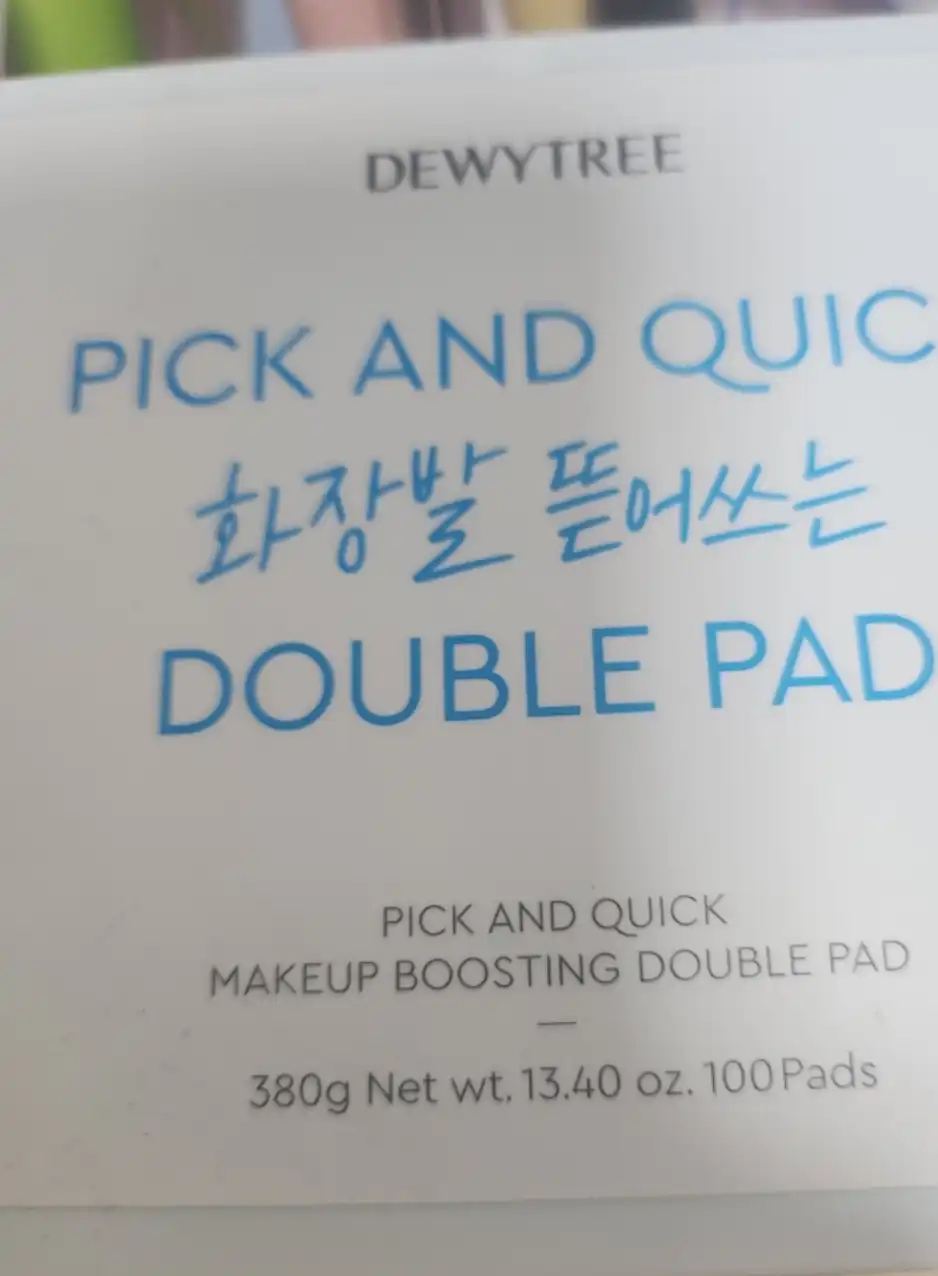 DEWYTREE
PICK AND QUIC
화장발 뜯어쓰는
DOUBLE PAD
PICK AND QUICK
MAKEUP BOOSTING DOUBLE PAD
380g Net wt. 13.40 oz. 100Pads